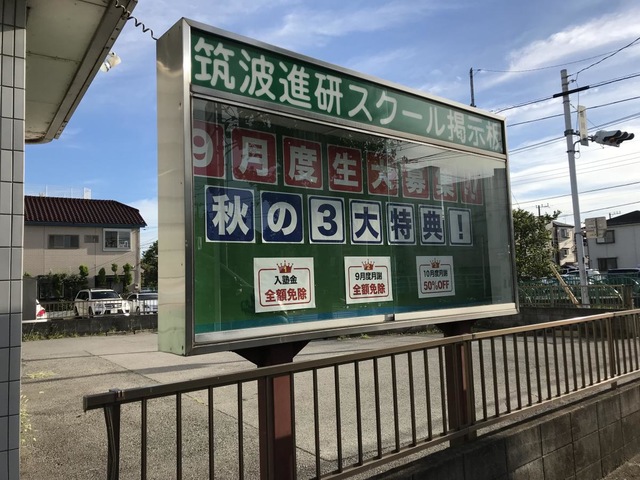 筑波進研スクール掲示板
9月度生大募集中
秋の3大特典!
入塾金
全額免除
9月度月謝
全額免除
10月度月謝
50%OFF